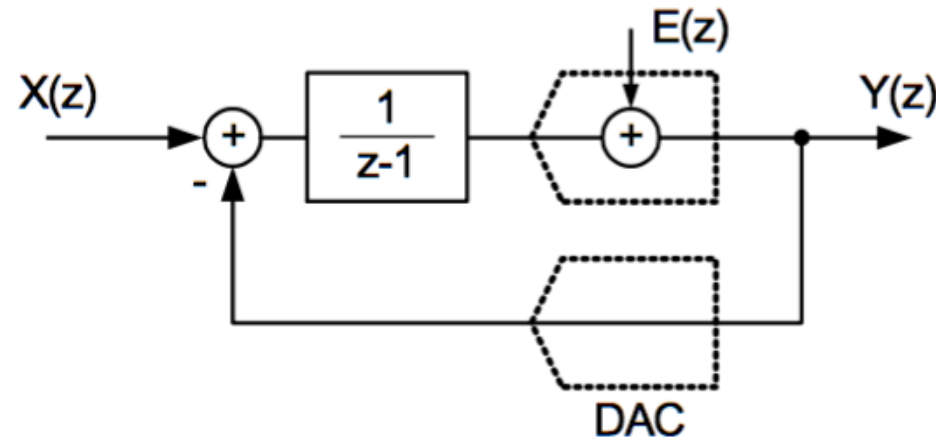 E(z)
X(z)
Y(z)
+
1
z-1
+
-
DAC